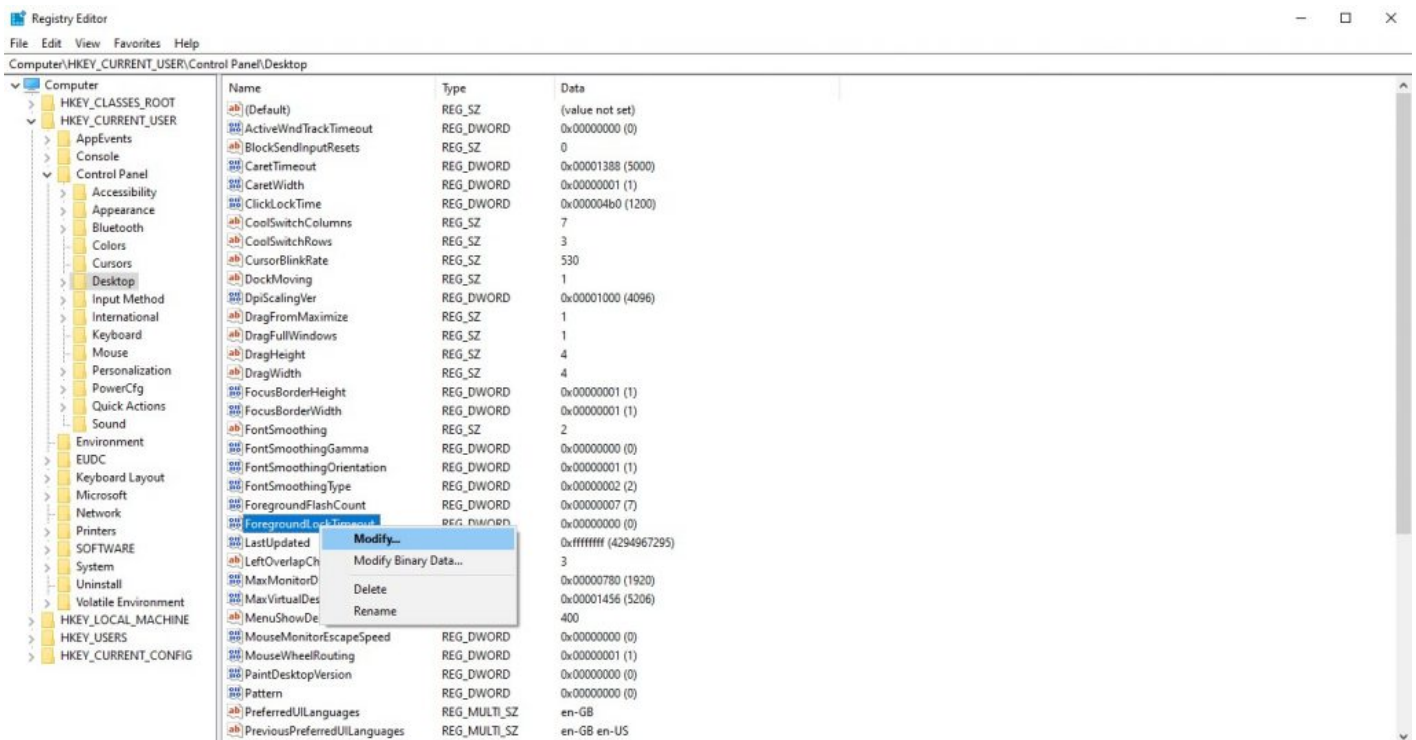 Registry Editor
File Edit View Favorites Help
Computer\HKEY_CURRENT_USER\Control Panel\Desktop
Computer
HKEY_CLASSES_ROOT
HKEY_CURRENT_USER
AppEvents
Console
Control Panel
Accessibility
Appearance
Bluetooth
Colors
Cursors
Desktop
Input Method
International
Keyboard
Mouse
Personalization
PowerCfg
Quick Actions
Sound
Environment
EUDC
Keyboard Layout
Microsoft
Network
Printers
SOFTWARE
System
Uninstall
Volatile Environment
HKEY_LOCAL_MACHINE
HKEY_USERS
HKEY_CURRENT_CONFIG
Name Type Data
(Default) REG_SZ (value not set)
ActiveWndTrackTimeout REG_DWORD 0x00000000 (0)
BlockSendInputResets REG_SZ 0
CaretTimeout REG_DWORD 0x00001388 (5000)
CaretWidth REG_DWORD 0x00000001 (1)
ClickLockTime REG_DWORD 0x000004b0 (1200)
CoolSwitchColumns REG_SZ 7
CoolSwitchRows REG_SZ 3
CursorBlinkRate REG_SZ 530
DockMoving REG_SZ 1
DpiScalingVer REG_DWORD 0x00001000 (4096)
DragFromMaximize REG_SZ 1
DragFullWindows REG_SZ 1
DragHeight REG_SZ 4
DragWidth REG_SZ 4
FocusBorderHeight REG_DWORD 0x00000001 (1)
FocusBorderWidth REG_DWORD 0x00000001 (1)
FontSmoothing REG_SZ 2
FontSmoothingGamma REG_DWORD 0x00000000 (0)
FontSmoothingOrientation REG_DWORD 0x00000001 (1)
FontSmoothingType REG_DWORD 0x00000002 (2)
ForegroundFlashCount REG_DWORD 0x00000007 (7)
ForegroundLockTimeout REG_DWORD 0x00000000 (0)
LastUpdated 0xffffffff (4294967295)
LeftOverlapCh 3
MaxMonitorD 0x00000780 (1920)
MaxVirtualDes 0x00001456 (5206)
MenuShowDe 400
Modify...
Modify Binary Data...
Delete
Rename
MouseMonitorEscapeSpeed REG_DWORD 0x00000000 (0)
MouseWheelRouting REG_DWORD 0x00000001 (1)
PaintDesktopVersion REG_DWORD 0x00000000 (0)
Pattern REG_DWORD 0x00000000 (0)
PreferredUILanguages REG_MULTI_SZ en-GB
PreviousPreferredUILanguages REG_MULTI_SZ en-GB en-US